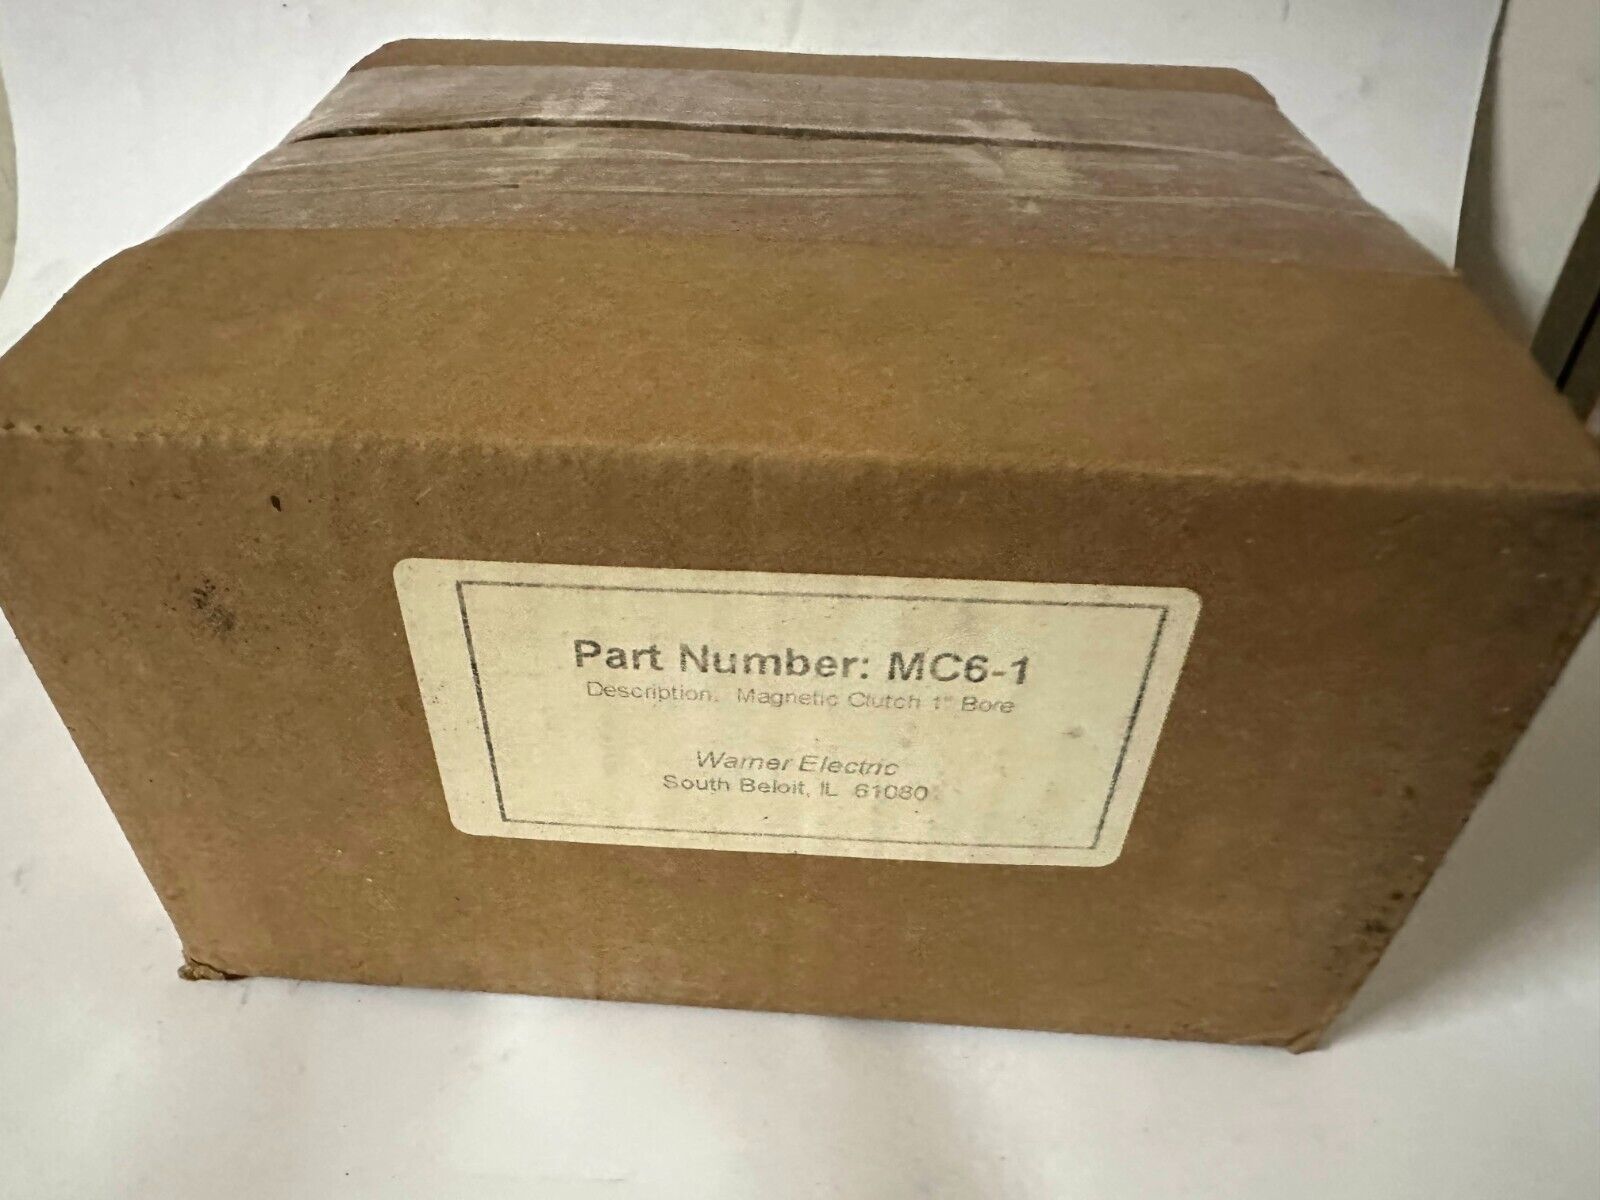 Part Number: MC6-1
Description: Magnetic Clutch 1" Bore
Warner Electric
South Beloit, IL 61080